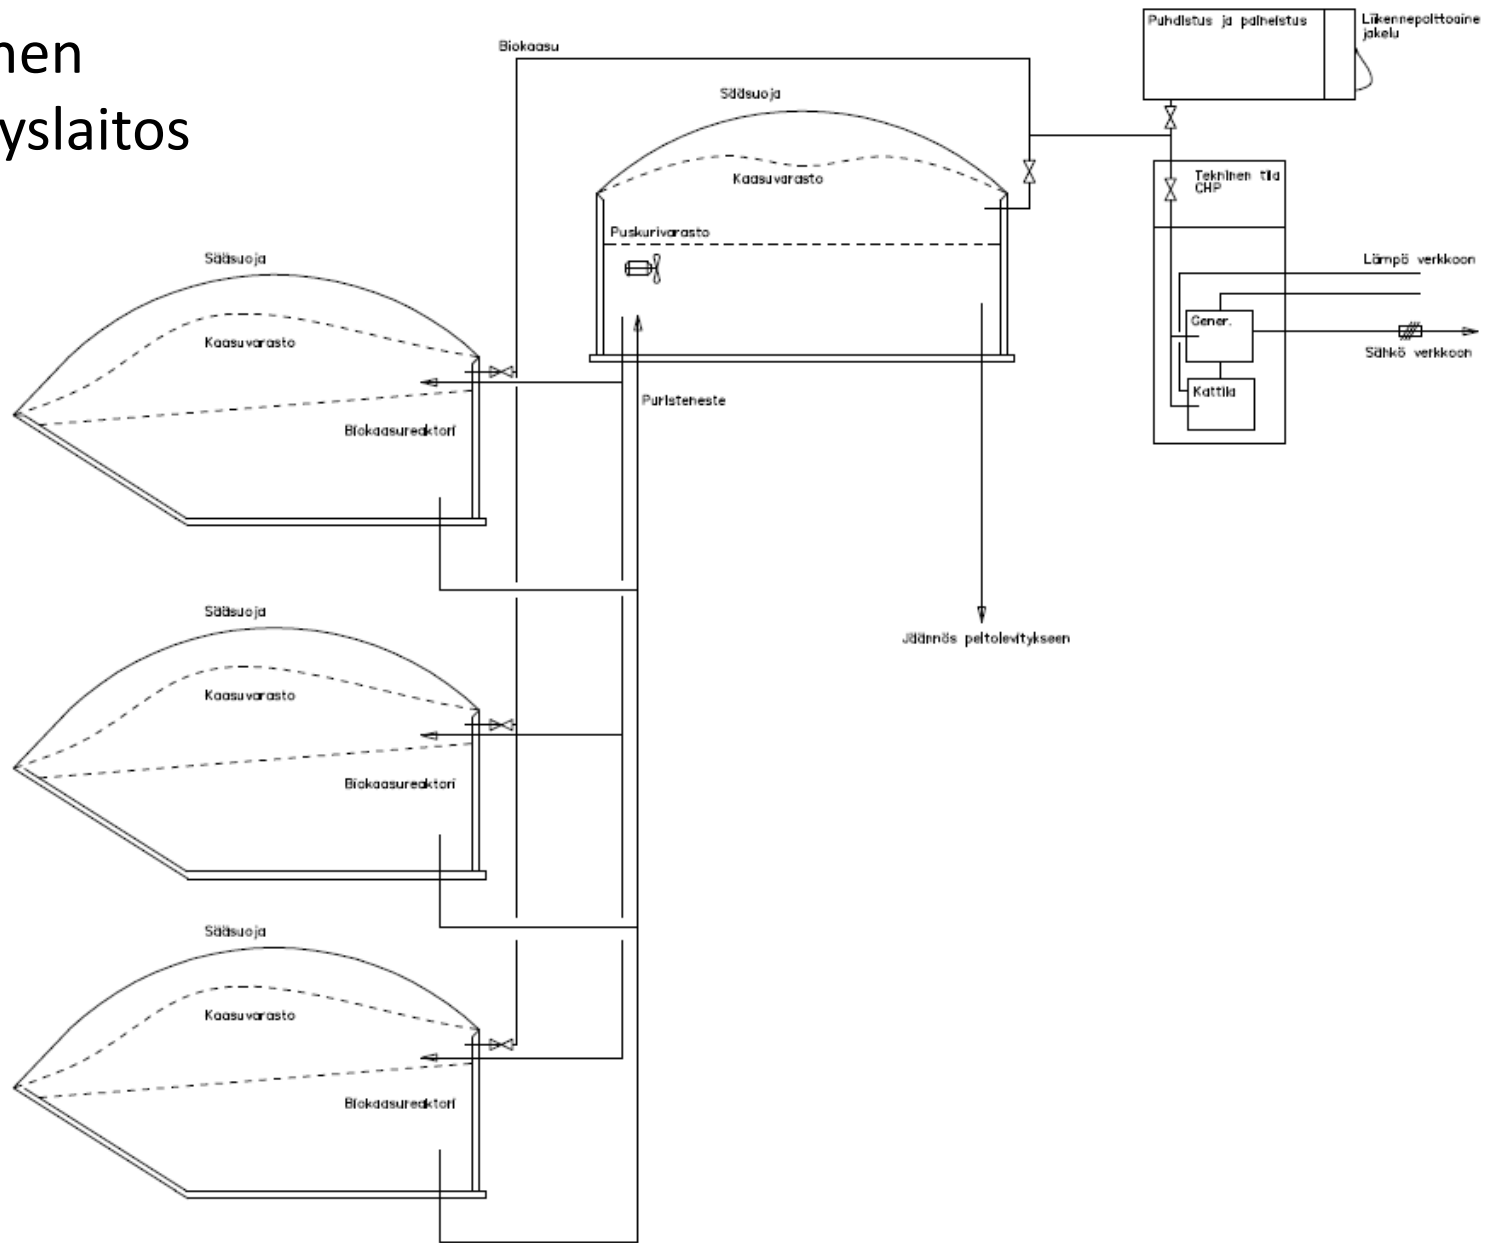 nen
yslaitos
Biokaasu
Puhdistus ja paineistus
Liikennepolttoaine
jakelu
Sääsuoja
Kaasuvarasto
Puskurivarasto
Tekninen tila
CHP
Lämpö verkkoon
Gener.
Sähkö verkkoon
Kattila
Sääsuoja
Kaasuvarasto
Biokaasureaktori
Puristeneste
Jäännös peltolevitykseen
Sääsuoja
Kaasuvarasto
Biokaasureaktori
Sääsuoja
Kaasuvarasto
Biokaasureaktori